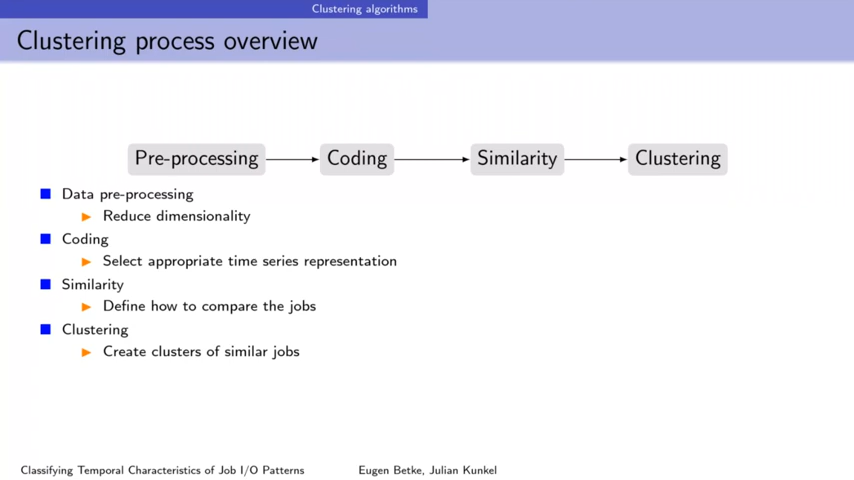 Clustering algorithms
Clustering process overview
Pre-processing Coding Similarity Clustering
Data pre-processing
Reduce dimensionality
Coding
Select appropriate time series representation
Similarity
Define how to compare the jobs
Clustering
Create clusters of similar jobs
Classifying Temporal Characteristics of Job I/O Patterns Eugen Betke, Julian Kunkel